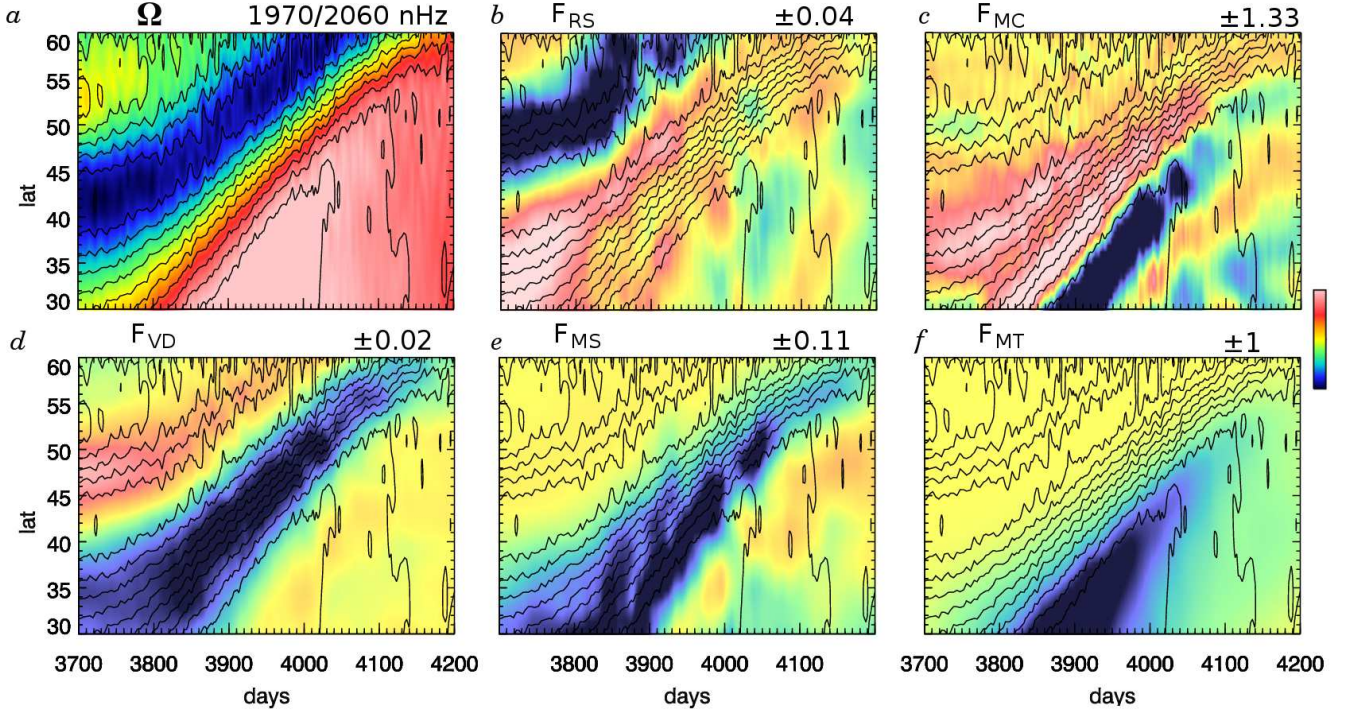 a Ω 1970/2060 nHz b F_RS ±0.04 c F_MC ±1.33
60
55
50
45
40
35
30
lat
d F_VD ±0.02 e F_MS ±0.11 f F_MT ±1
60
55
50
45
40
35
30
lat
3700 3800 3900 4000 4100 4200 3800 3900 4000 4100 3700 3800 3900 4000 4100 4200
days days days